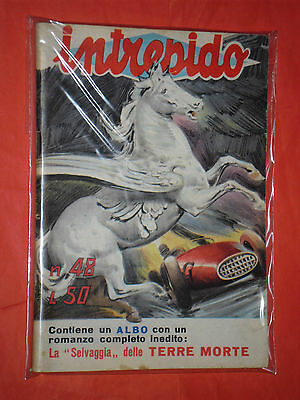 intrepido
n. 48
L. 50
Contiene un ALBO con un
romanzo completo inedito:
La "Selvaggia" delle TERRE MORTE